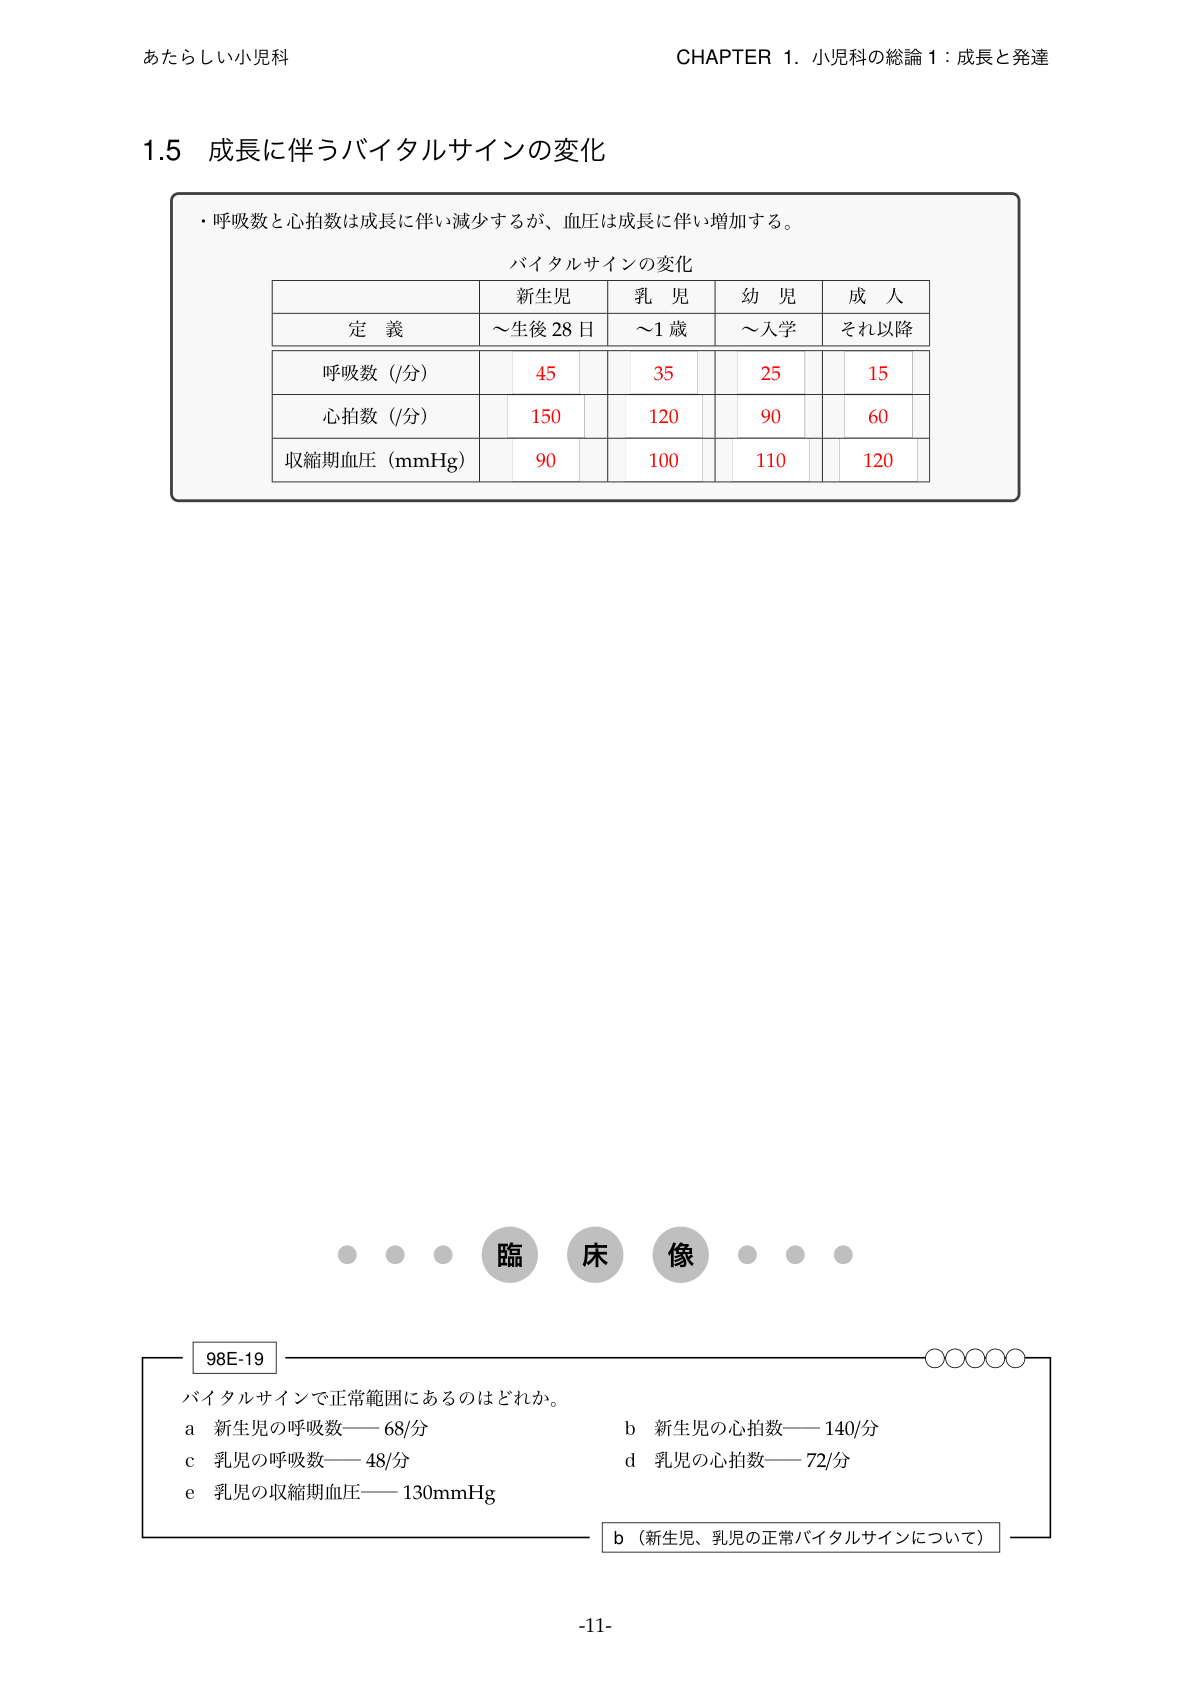 あたらしい小児科 CHAPTER 1. 小児科の総論 1：成長と発達
1.5 成長に伴うバイタルサインの変化
・呼吸数と心拍数は成長に伴い減少するが、血圧は成長に伴い増加する。
バイタルサインの変化
新生児 乳 児 幼 児 成 人
定 義 〜生後 28 日 〜1 歳 〜入学 それ以降
呼吸数（/分） 45 35 25 15
心拍数（/分） 150 120 90 60
収縮期血圧（mmHg） 90 100 110 120
臨 床 像
98E-19
バイタルサインで正常範囲にあるのはどれか。
a 新生児の呼吸数—— 68/分 b 新生児の心拍数—— 140/分
c 乳児の呼吸数—— 48/分 d 乳児の心拍数—— 72/分
e 乳児の収縮期血圧—— 130mmHg
b （新生児、乳児の正常バイタルサインについて）
-11-